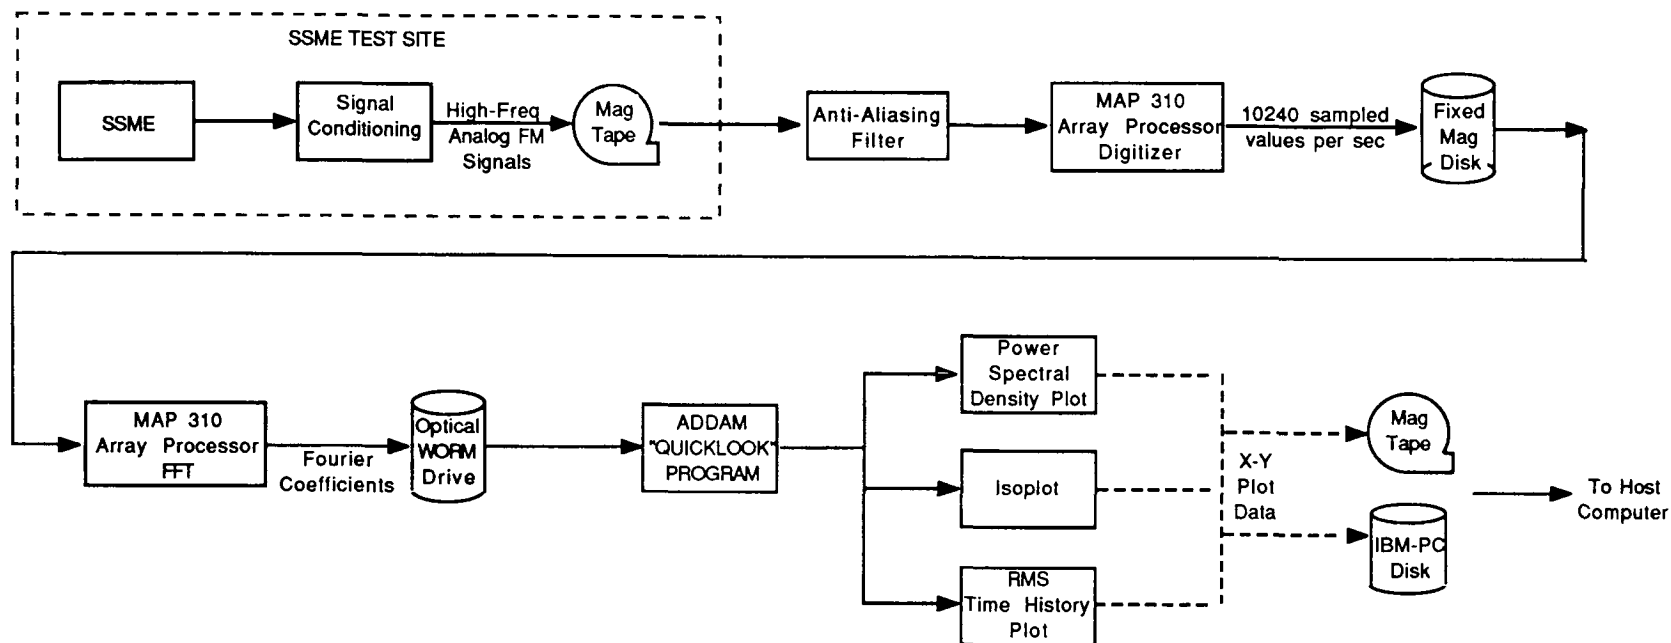 SSME TEST SITE
SSME
Signal
Conditioning
High-Freq
Analog FM
Signals
Mag
Tape
Anti-Aliasing
Filter
MAP 310
Array Processor
Digitizer
10240 sampled
values per sec
Fixed
Mag
Disk
MAP 310
Array Processor
FFT
Fourier
Coefficients
Optical
WORM
Drive
ADDAM
"QUICKLOOK"
PROGRAM
Power
Spectral
Density Plot
Isoplot
RMS
Time History
Plot
X-Y
Plot
Data
Mag
Tape
IBM-PC
Disk
To Host
Computer